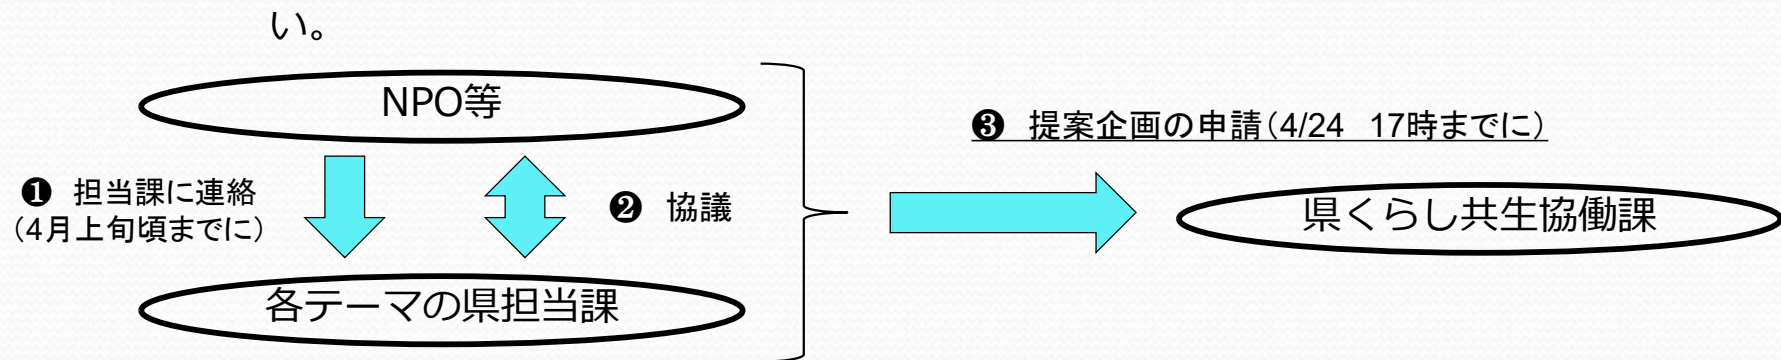 い。
NPO等
❶ 担当課に連絡
(4月上旬頃までに)
❷ 協議
各テーマの県担当課
❸ 提案企画の申請(4/24 17時までに)
県くらし共生協働課